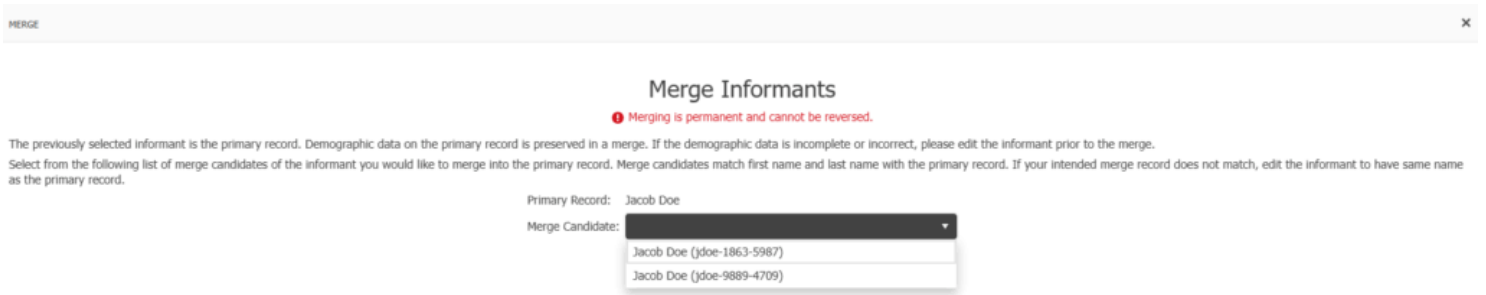 MERGE
Merge Informants
Merging is permanent and cannot be reversed.
The previously selected informant is the primary record. Demographic data on the primary record is preserved in a merge. If the demographic data is incomplete or incorrect, please edit the informant prior to the merge.
Select from the following list of merge candidates of the informant you would like to merge into the primary record. Merge candidates match first name and last name with the primary record. If your intended merge record does not match, edit the informant to have same name
as the primary record.
Primary Record: Jacob Doe
Merge Candidate:
Jacob Doe (jdoe-1863-5987)
Jacob Doe (jdoe-9889-4709)